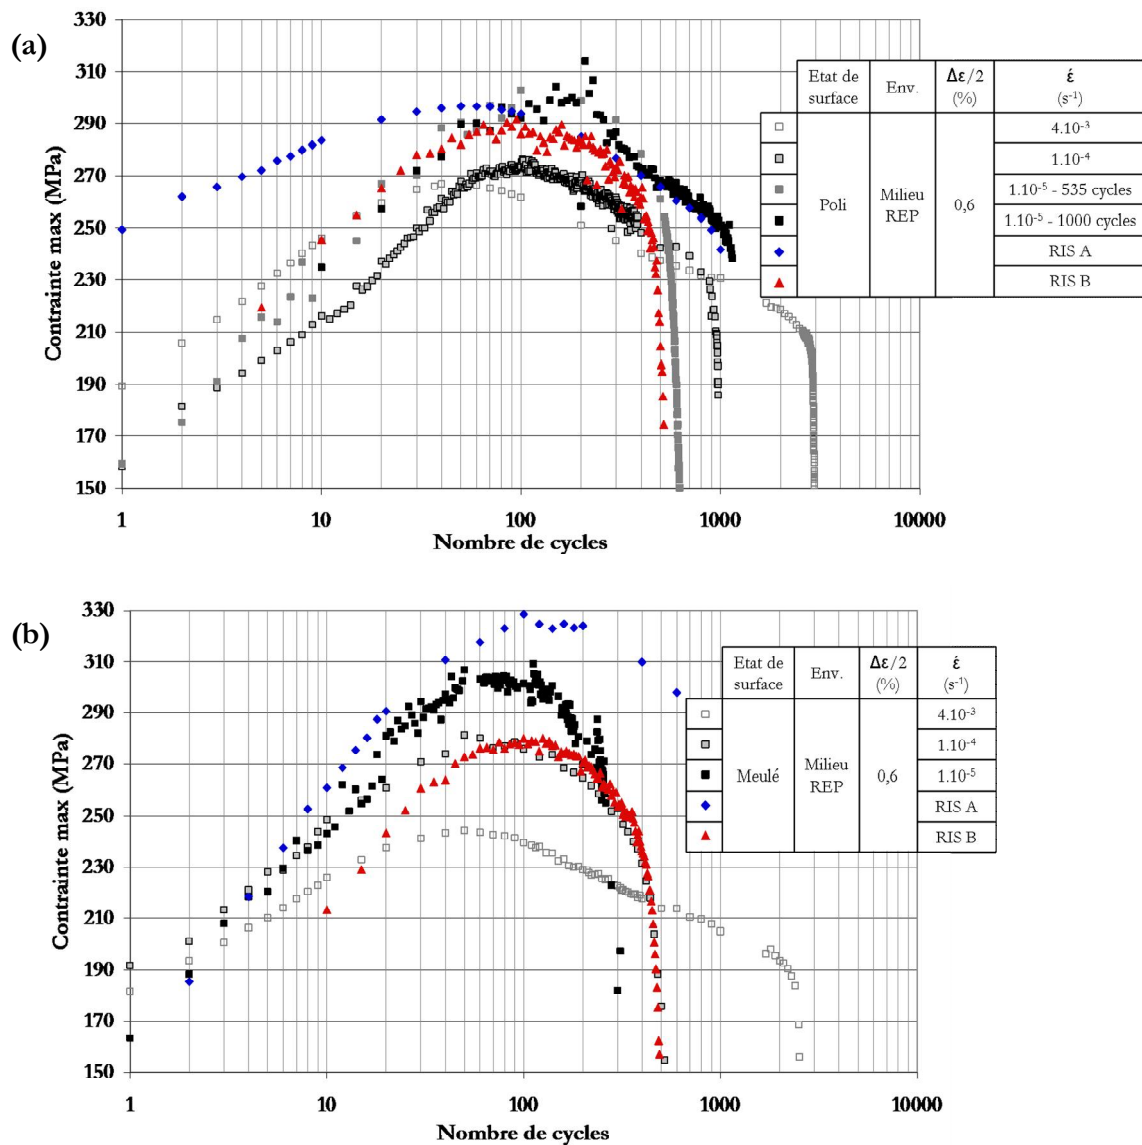 (a)
Contrainte max (MPa)
330
310
290
270
250
230
210
190
170
150
1 10 100 1000 10000
Nombre de cycles
Etat de surface Env. Δε/2 (%) έ (s⁻¹)
Poli Milieu REP 0,6
4.10⁻³
1.10⁻⁴
1.10⁻⁵ - 535 cycles
1.10⁻⁵ - 1000 cycles
RIS A
RIS B
(b)
Contrainte max (MPa)
330
310
290
270
250
230
210
190
170
150
1 10 100 1000 10000
Nombre de cycles
Etat de surface Env. Δε/2 (%) έ (s⁻¹)
Meulé Milieu REP 0,6
4.10⁻³
1.10⁻⁴
1.10⁻⁵
RIS A
RIS B